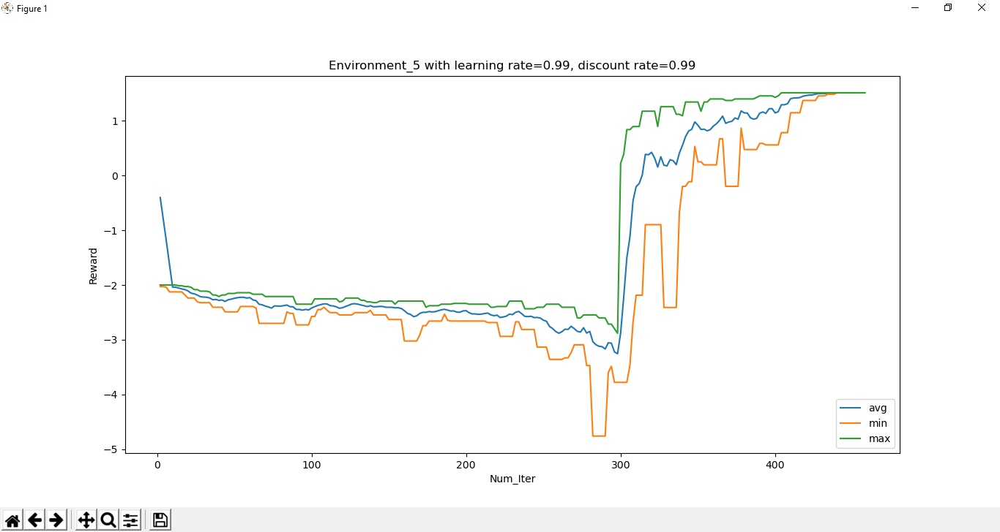 Figure 1
Environment_5 with learning rate=0.99, discount rate=0.99
1
0
−1
−2
−3
−4
−5
Reward
0
100
200
300
400
Num_Iter
avg
min
max